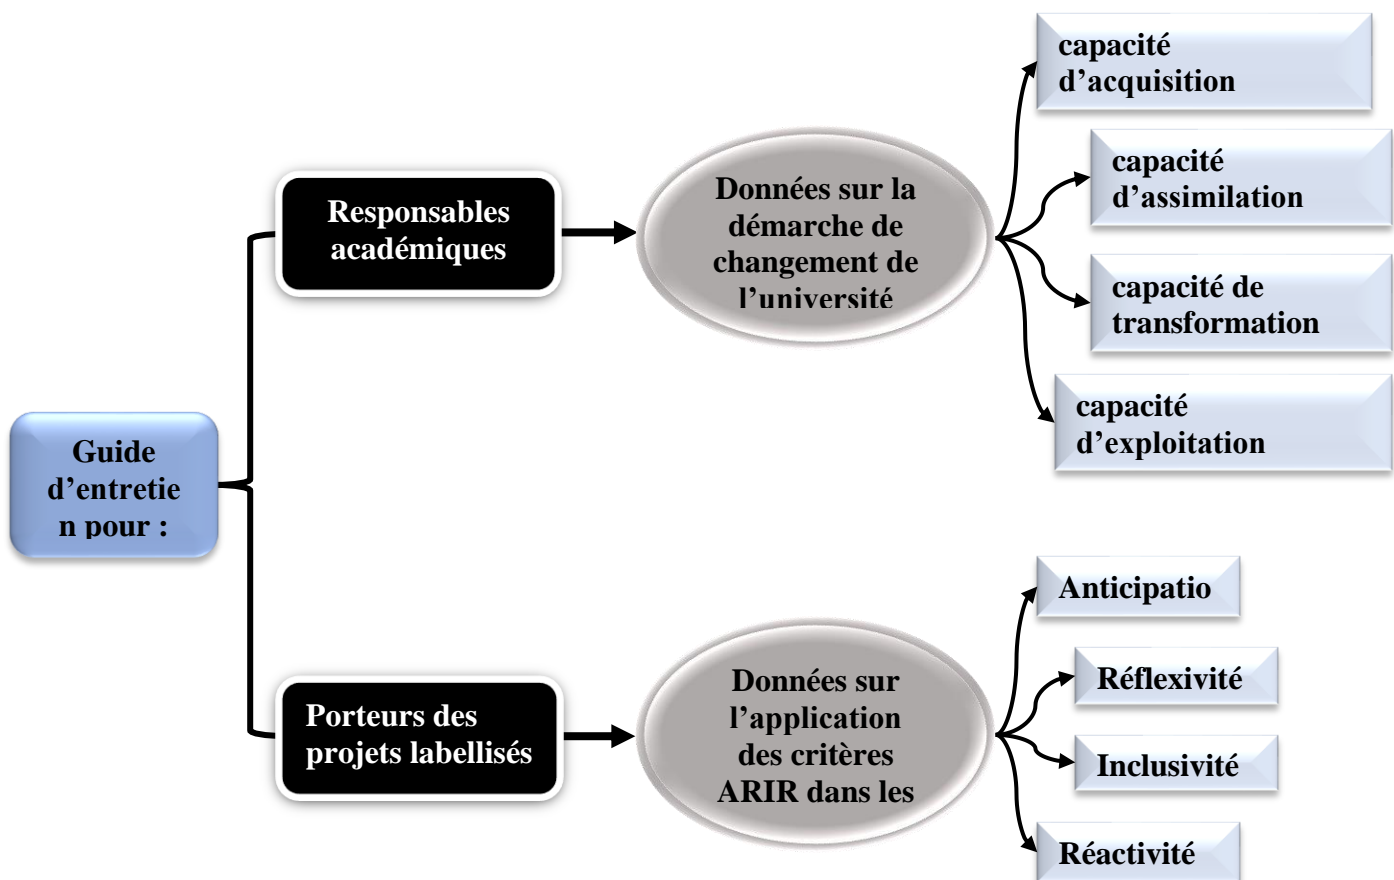 capacité
d’acquisition
capacité
d’assimilation
Responsables
académiques
Données sur la
démarche de
changement de
l’université
capacité de
transformation
capacité
d’exploitation
Guide
d’entretie
n pour :
Anticipatio
Porteurs des
projets labellisés
Données sur
l’application
des critères
ARIR dans les
Réflexivité
Inclusivité
Réactivité